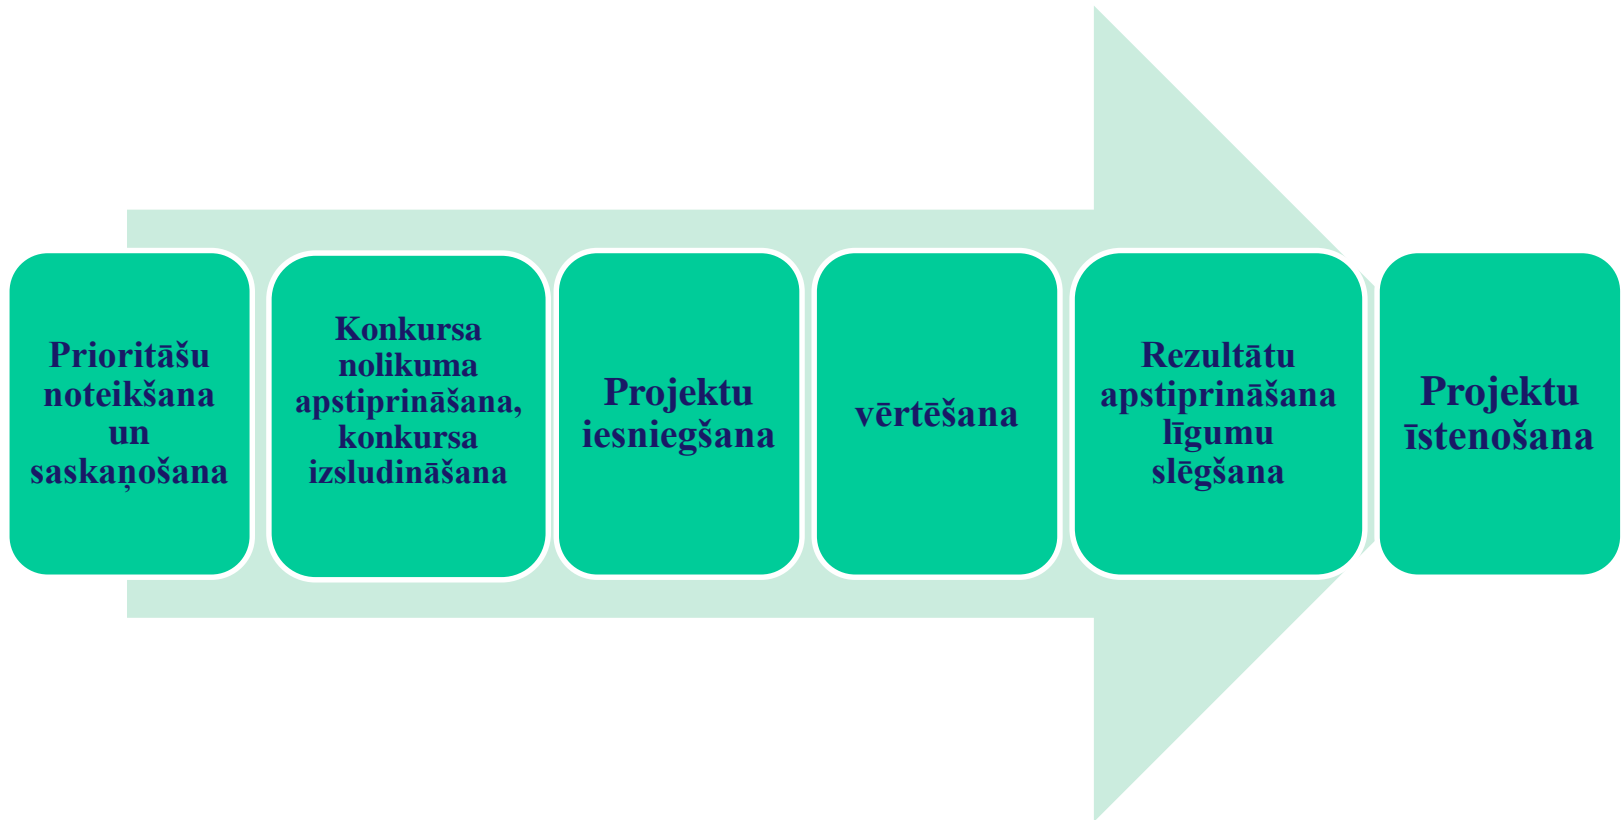 Prioritāšu
noteikšana
un
saskaņošana
Konkursa
nolikuma
apstiprināšana,
konkursa
izsludināšana
Projektu
iesniegšana
vērtēšana
Rezultātu
apstiprināšana
līgumu
slēgšana
Projektu
īstenošana